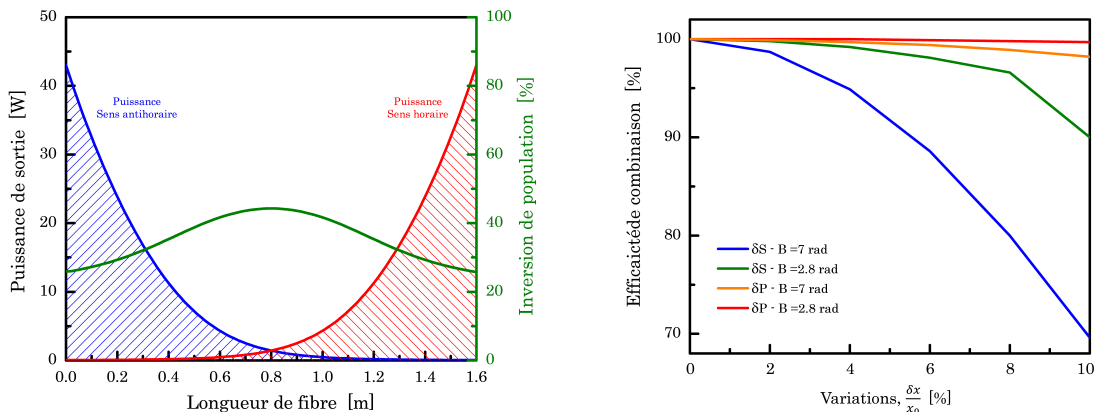 50
40
30
20
10
0
Puissance de sortie [W]
Puissance
Sens antihoraire
Puissance
Sens horaire
100
80
60
40
20
0
Inversion de population [%]
0.0 0.2 0.4 0.6 0.8 1.0 1.2 1.4 1.6
Longueur de fibre [m]
100
90
80
70
Efficaictéde combinaison [%]
δS - B =7 rad
δS - B =2.8 rad
δP - B =7 rad
δP - B =2.8 rad
0 2 4 6 8 10
Variations, δx/x₀ [%]